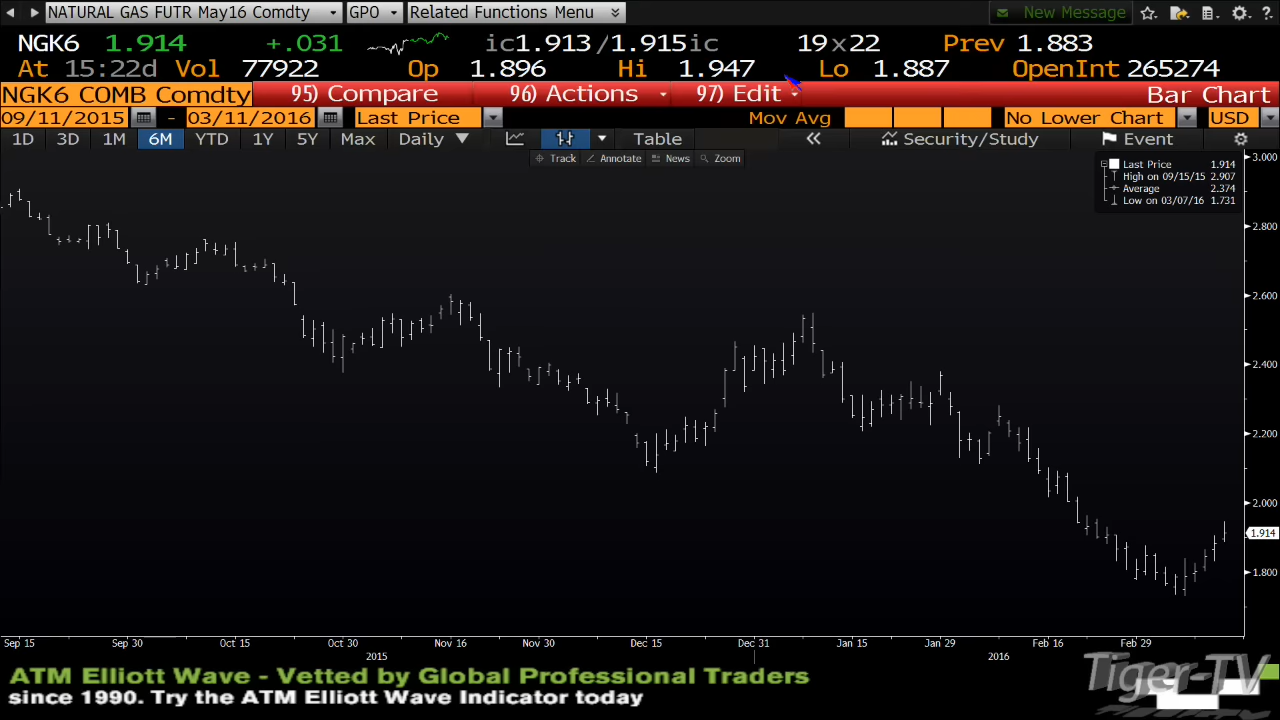 NATURAL GAS FUTR May16 Comdty GPO Related Functions Menu New Message
NGK6 1.914 +.031 ic1.913 /1.915ic 19 x 22 Prev 1.883
At 15:22d Vol 77922 Op 1.896 Hi 1.947 Lo 1.887 OpenInt 265274
NGK6 COMB Comdty 95) Compare 96) Actions 97) Edit Bar Chart
09/11/2015 - 03/11/2016 Last Price Mov Avg No Lower Chart USD
1D 3D 1M 6M YTD 1Y 5Y Max Daily Table Security/Study Event
Track Annotate News Zoom
3.000
Last Price 1.914
High on 09/15/15 2.907
Average 2.374
Low on 03/07/16 1.731
2.800
2.600
2.400
2.200
2.000
1.914
1.800
Sep 15 Sep 30 Oct 15 Oct 30 Nov 16 Nov 30 Dec 15 Dec 31 Jan 15 Jan 29 Feb 16 Feb 29
2015 2016
ATM Elliott Wave - Vetted by Global Professional Traders
since 1990. Try the ATM Elliott Wave Indicator today
Tiger-TV